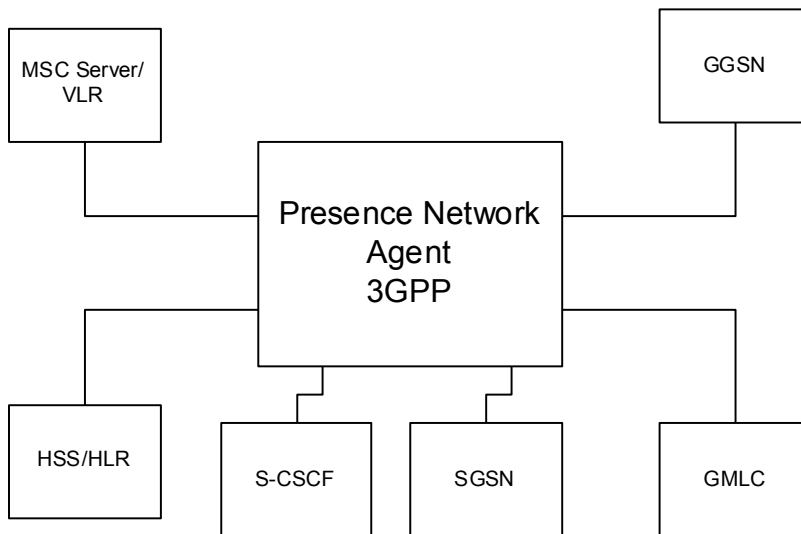 MSC Server/
VLR
GGSN
Presence Network
Agent
3GPP
HSS/HLR
S-CSCF
SGSN
GMLC